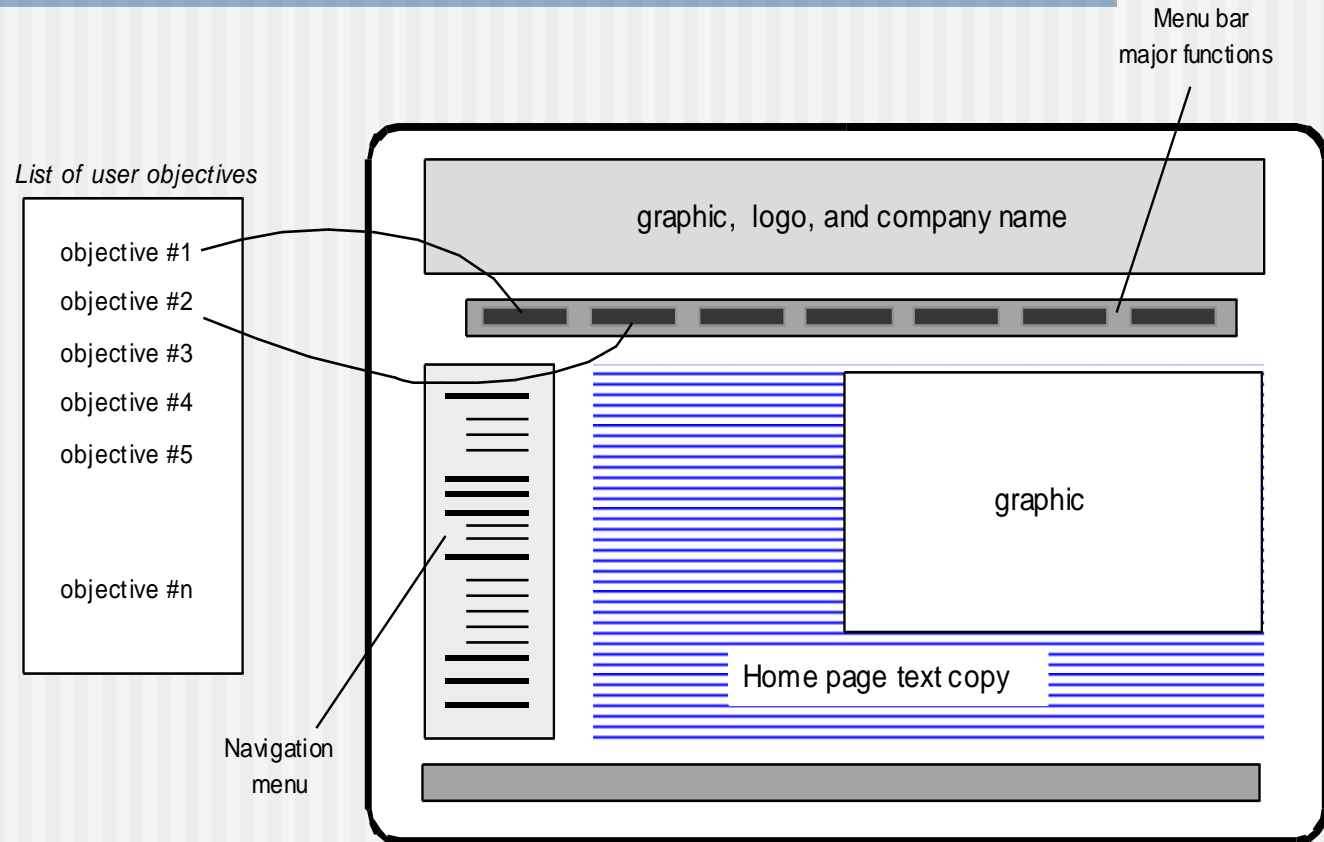 Menu bar
major functions
List of user objectives
graphic, logo, and company name
objective #1
objective #2
objective #3
objective #4
objective #5
graphic
objective #n
Home page text copy
Navigation
menu